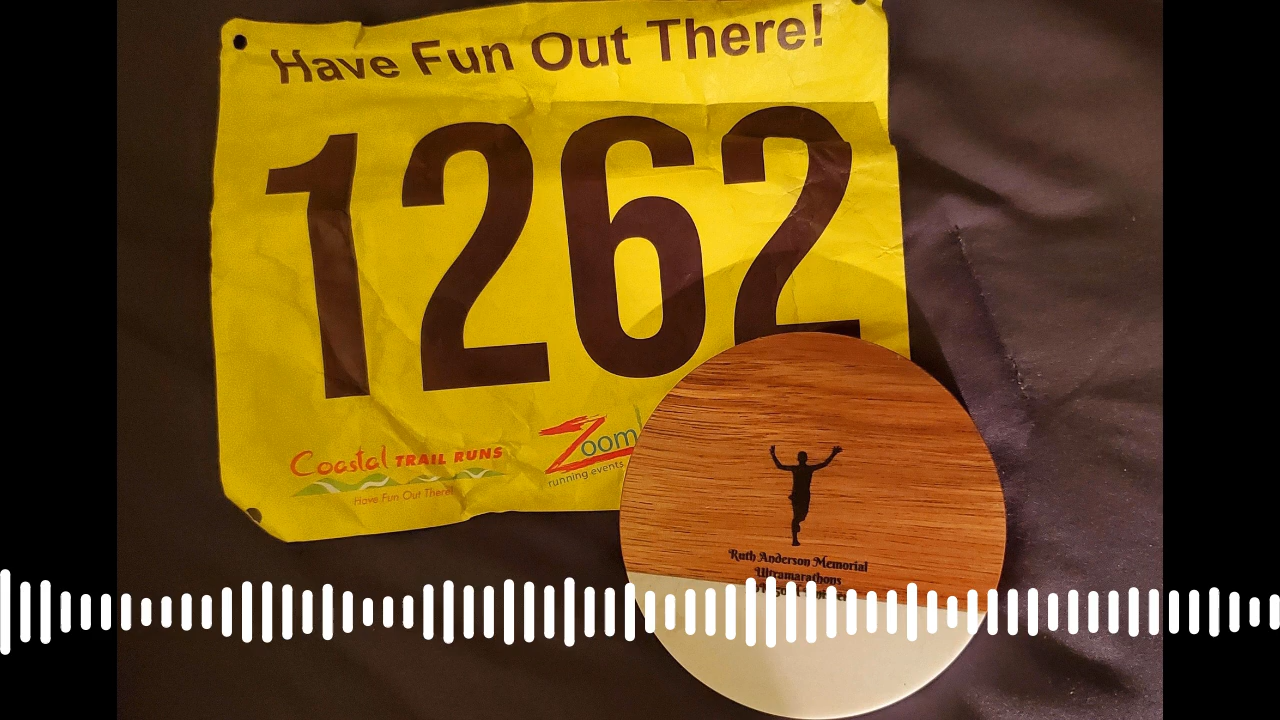 Have Fun Out There!
1262
Coastal TRAIL RUNS
Have Fun Out There!
Zoom!
running events
Ruth Anderson Memorial
Ultramarathons